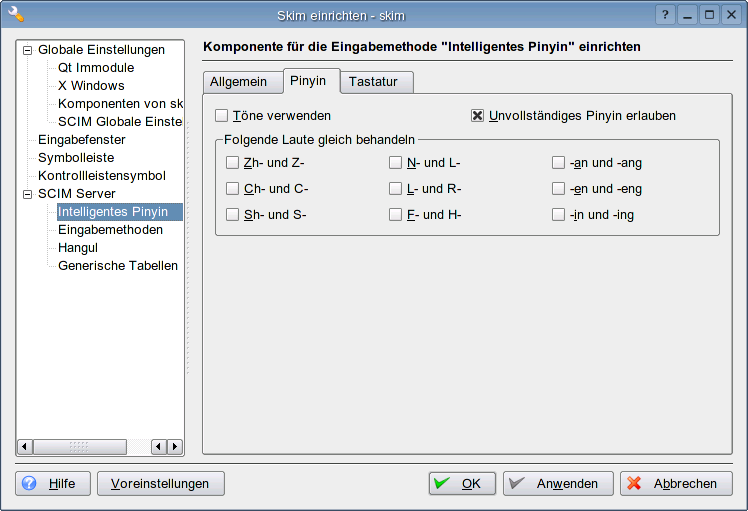 Skim einrichten - skim
Globale Einstellungen
Qt Immodule
X Windows
Komponenten von sk
SCIM Globale Einste
Eingabefenster
Symbolleiste
Kontrollleistensymbol
SCIM Server
Intelligentes Pinyin
Eingabemethoden
Hangul
Generische Tabellen
Komponente für die Eingabemethode "Intelligentes Pinyin" einrichten
Allgemein Pinyin Tastatur
Töne verwenden Unvollständiges Pinyin erlauben
Folgende Laute gleich behandeln
Zh- und Z- N- und L- -an und -ang
Ch- und C- L- und R- -en und -eng
Sh- und S- F- und H- -in und -ing
Hilfe Voreinstellungen OK Anwenden Abbrechen